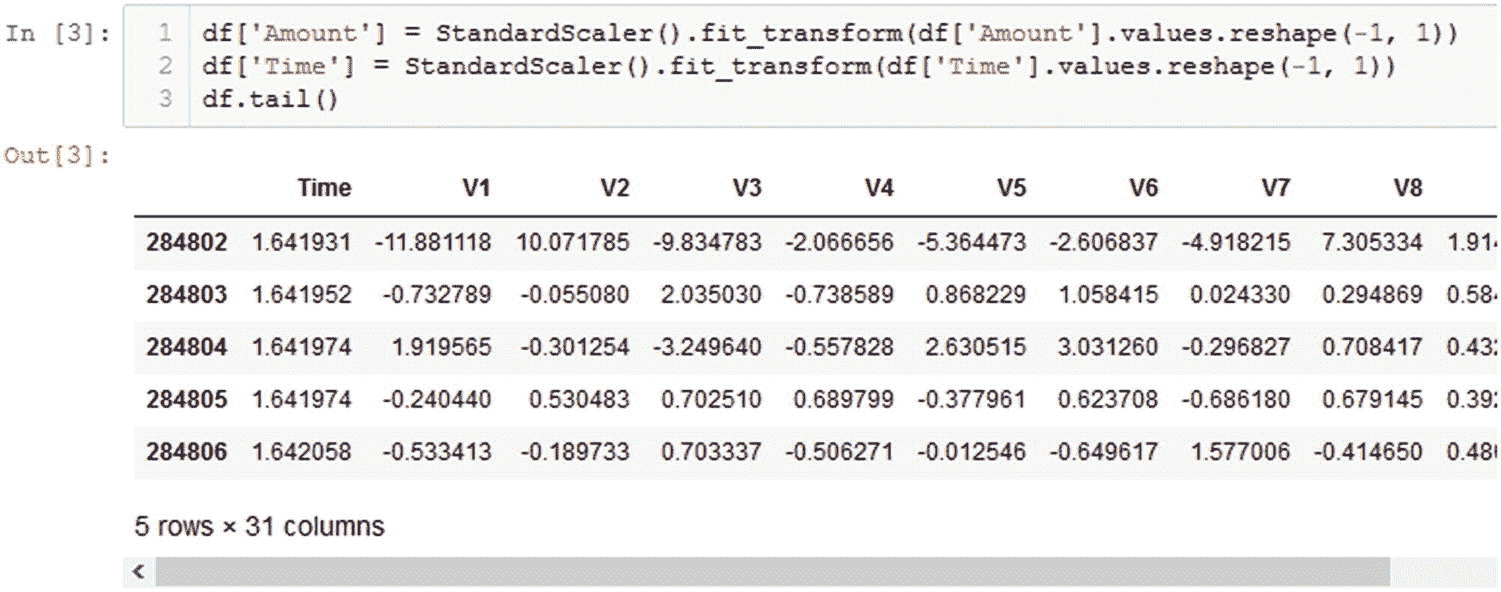 In [3]:
1 df['Amount'] = StandardScaler().fit_transform(df['Amount'].values.reshape(-1, 1))
2 df['Time'] = StandardScaler().fit_transform(df['Time'].values.reshape(-1, 1))
3 df.tail()
Out[3]:
Time V1 V2 V3 V4 V5 V6 V7 V8
284802 1.641931 -11.881118 10.071785 -9.834783 -2.066656 -5.364473 -2.606837 -4.918215 7.305334 1.91
284803 1.641952 -0.732789 -0.055080 2.035030 -0.738589 0.868229 1.058415 0.024330 0.294869 0.58
284804 1.641974 1.919565 -0.301254 -3.249640 -0.557828 2.630515 3.031260 -0.296827 0.708417 0.43
284805 1.641974 -0.240440 0.530483 0.702510 0.689799 -0.377961 0.623708 -0.686180 0.679145 0.39
284806 1.642058 -0.533413 -0.189733 0.703337 -0.506271 -0.012546 -0.649617 1.577006 -0.414650 0.48
5 rows × 31 columns